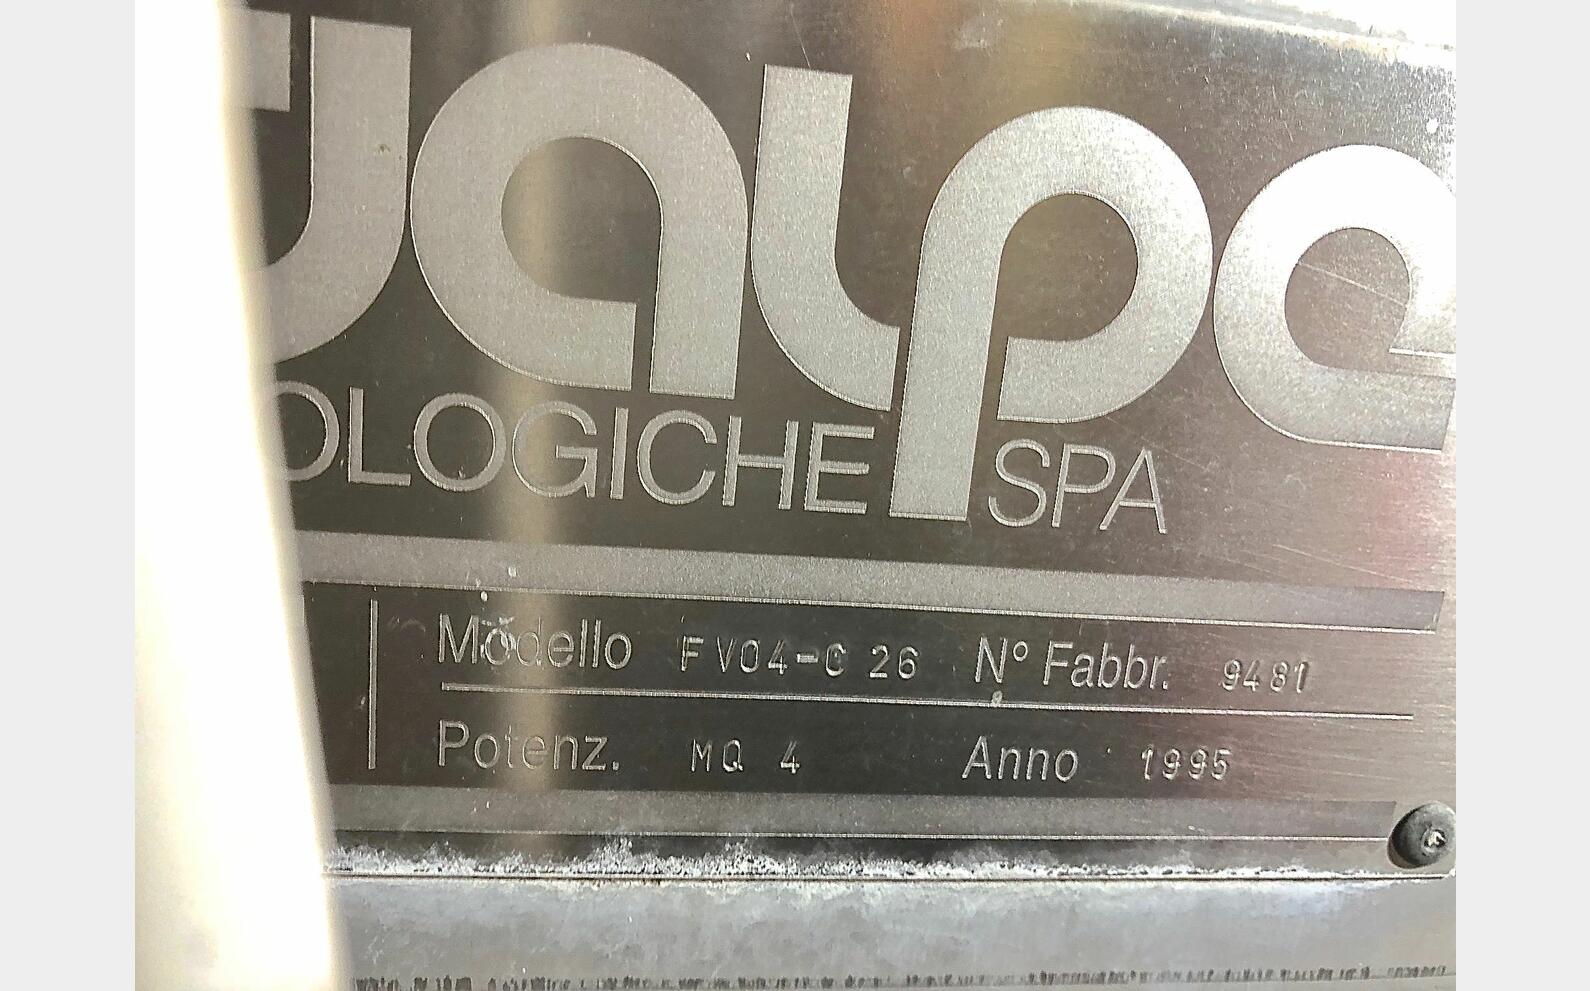 OLOGICHE SPA
Modello FV04-C 26 N° Fabbr. 9481
Potenz. MQ 4 Anno 1995